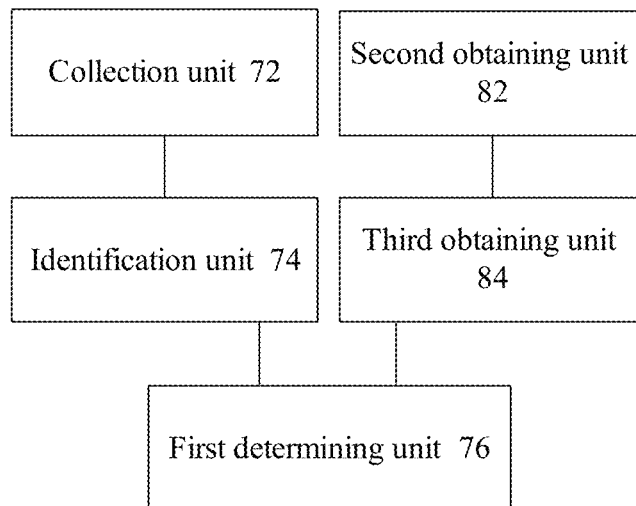 Collection unit 72
Second obtaining unit
82
Identification unit 74
Third obtaining unit
84
First determining unit 76